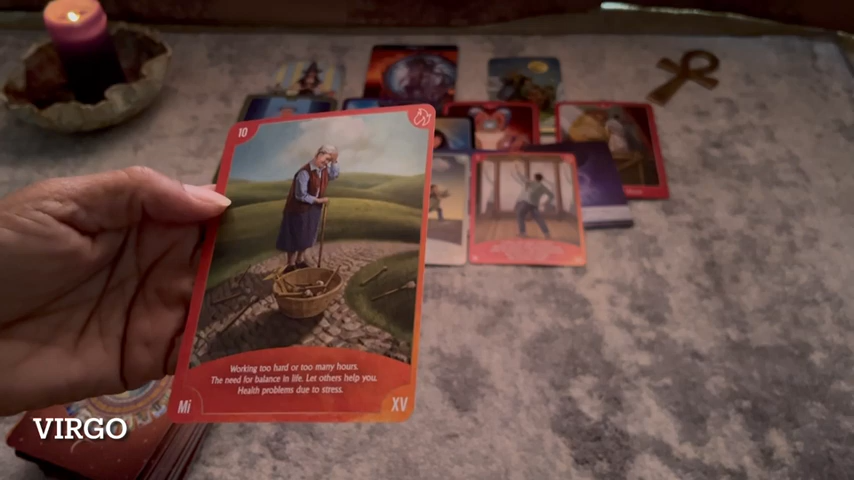 10
Working too hard or too many hours.
The need for balance in life. Let others help you.
Health problems due to stress.
Mi
XV
VIRGO